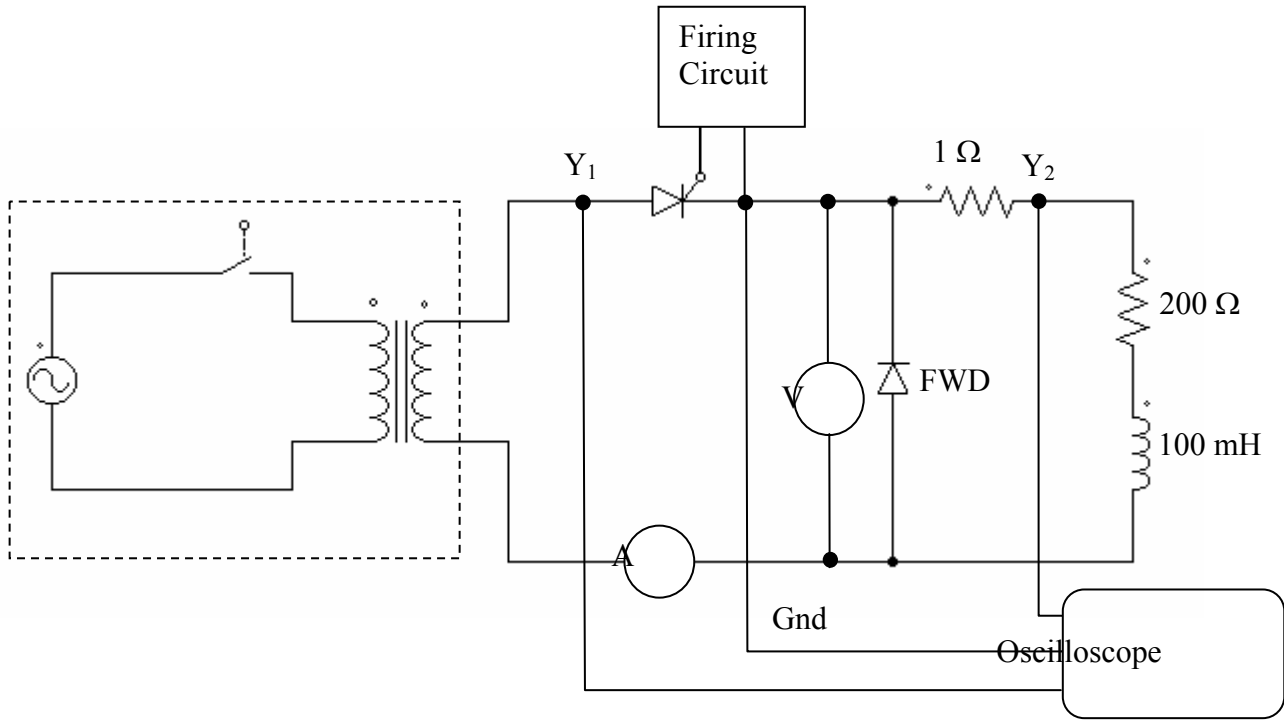 Firing
Circuit
Y₁
1 Ω
Y₂
200 Ω
V
FWD
100 mH
A
Gnd
Oscilloscope